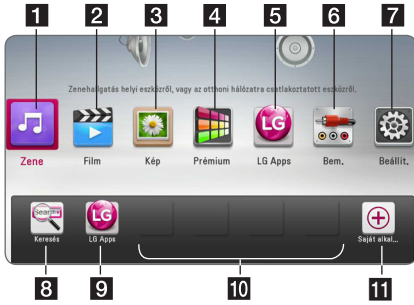 1 2 3 4 5 6 7
Zenehallgatás helyi eszközről, vagy az otthoni hálózatra csatlakoztatott eszközről.
LG
Zene Film Kép Prémium LG Apps Bem. Beállít.
Search
LG
Keresés LG Apps Saját alkal...
8 9 10 11